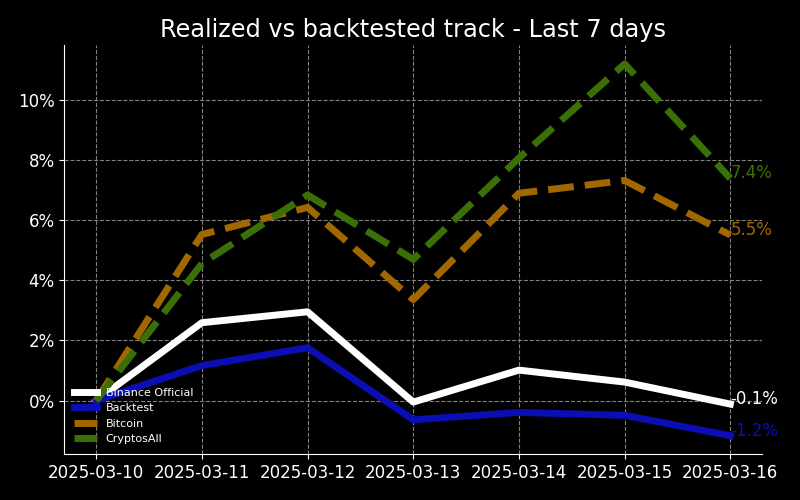 Realized vs backtested track - Last 7 days
10%
8%
6%
4%
2%
0%
7.4%
5.5%
-0.1%
-1.2%
Binance Official
Backtest
Bitcoin
CryptosAll
2025-03-10 2025-03-11 2025-03-12 2025-03-13 2025-03-14 2025-03-15 2025-03-16